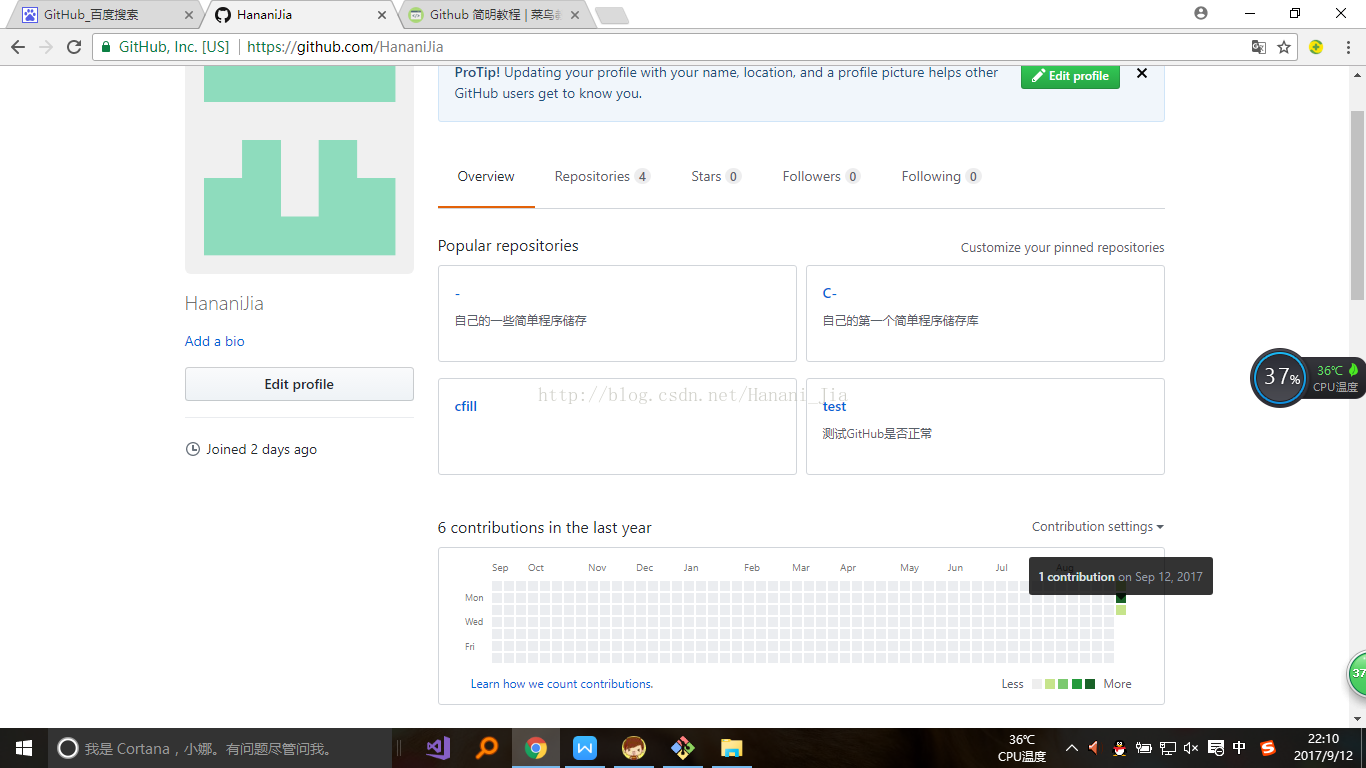 GitHub_百度搜索
HananiJia
Github 简明教程 | 菜鸟
GitHub, Inc. [US]
https://github.com/HananiJia
ProTip! Updating your profile with your name, location, and a profile picture helps other
GitHub users get to know you.
Edit profile
Overview
Repositories 4
Stars 0
Followers 0
Following 0
Popular repositories
Customize your pinned repositories
-
自己的一些简单程序储存
C-
自己的第一个简单程序储存库
HananiJia
Add a bio
Edit profile
Joined 2 days ago
37%
36℃
CPU温度
http://blog.csdn.net/Hanani_Jia
cfill
test
测试GitHub是否正常
6 contributions in the last year
Contribution settings
Sep Oct Nov Dec Jan Feb Mar Apr May Jun Jul Aug
1 contribution on Sep 12, 2017
Mon
Wed
Fri
Learn how we count contributions.
Less
More
37
我是 Cortana，小娜。有问题尽管问我。
36℃
CPU温度
中
22:10
2017/9/12